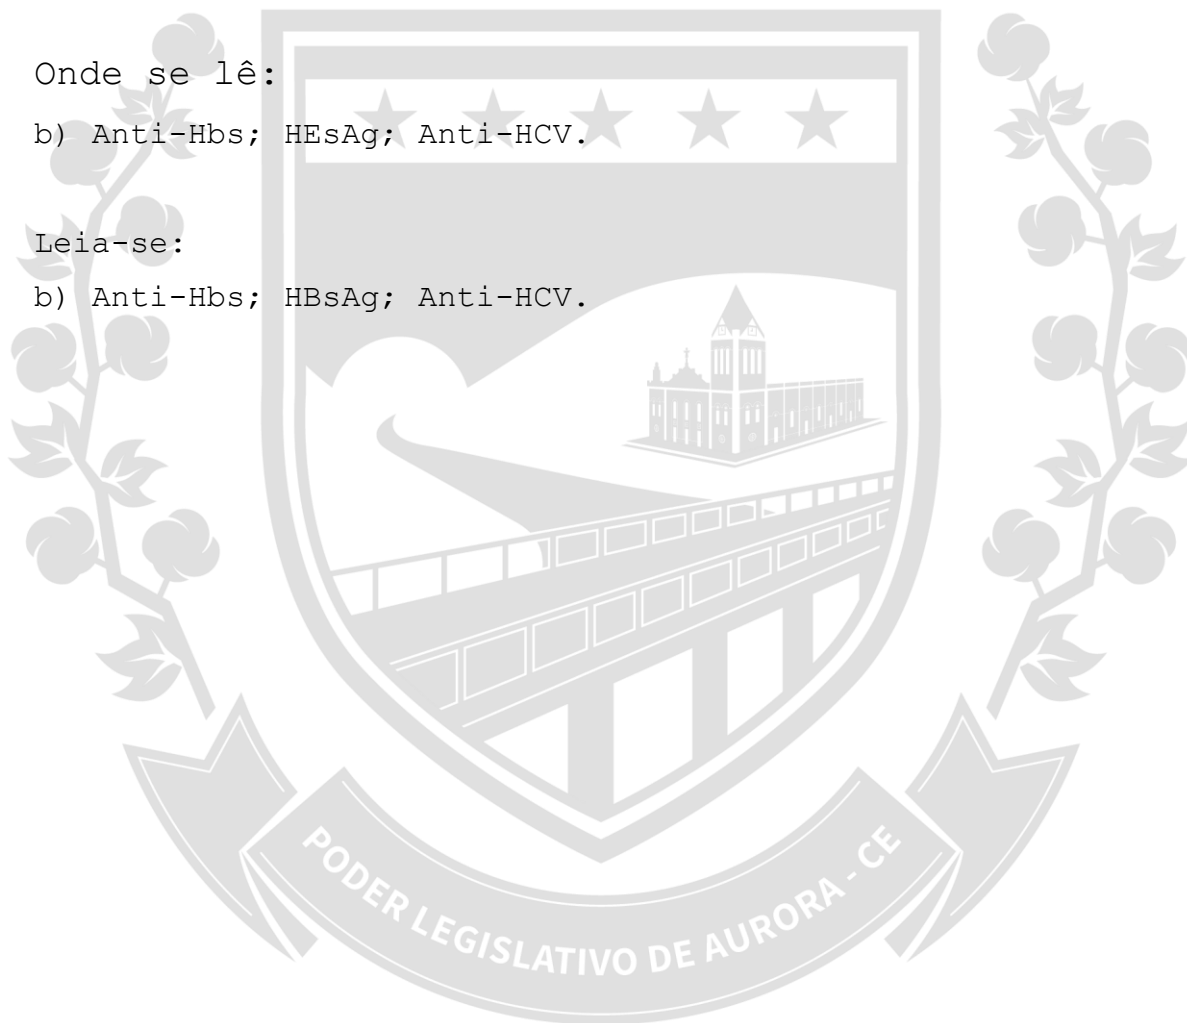 Onde se lê:
b) Anti-Hbs; HEsAg; Anti-HCV.
Leia-se:
b) Anti-Hbs; HBsAg; Anti-HCV.
PODER LEGISLATIVO DE AURORA - CE